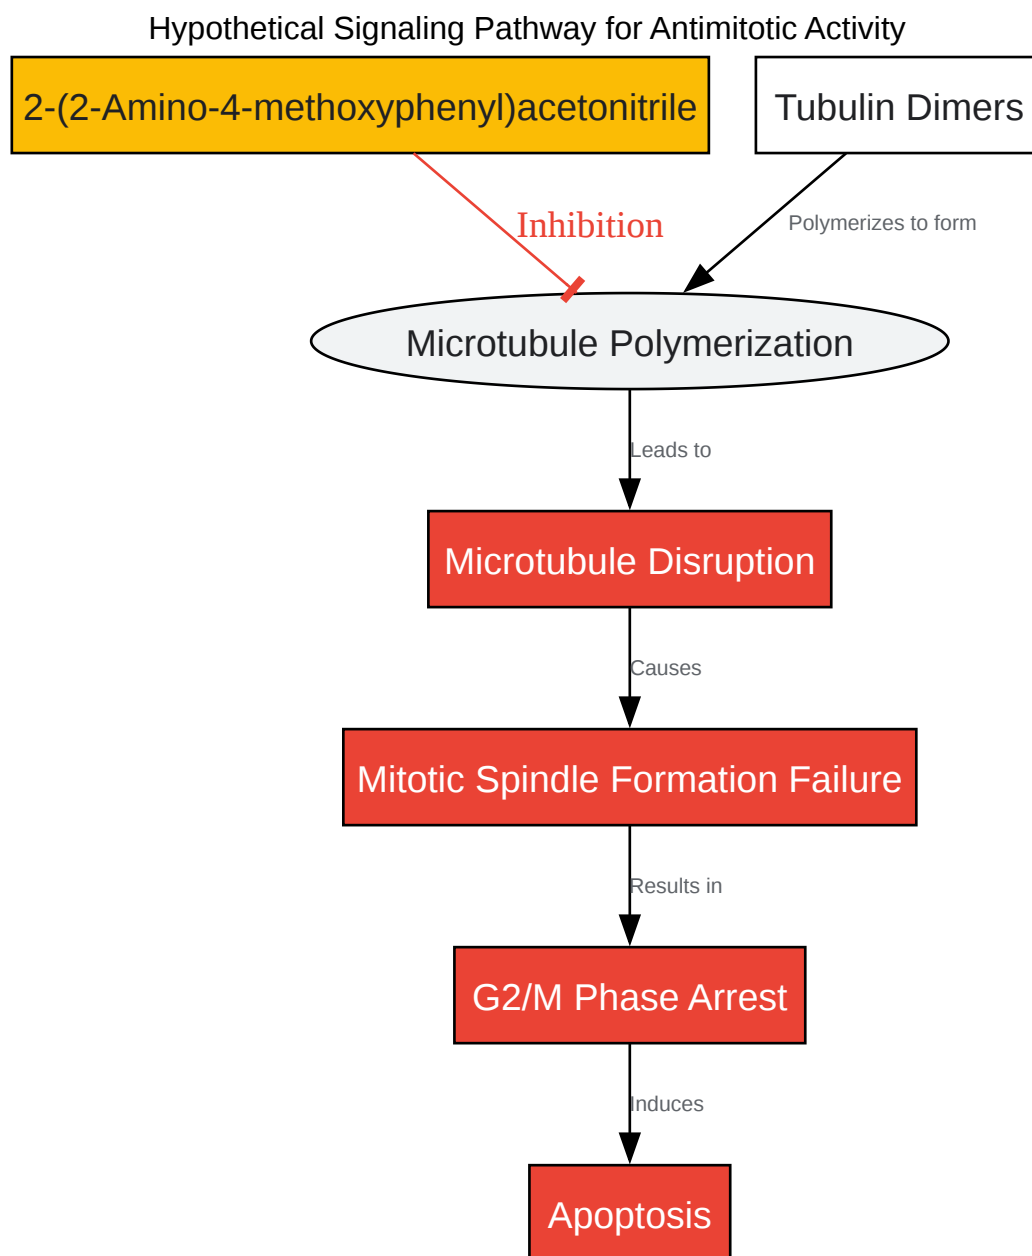 Hypothetical Signaling Pathway for Antimitotic Activity
2-(2-Amino-4-methoxyphenyl)acetonitrile
Tubulin Dimers
Inhibition
Polymerizes to form
Microtubule Polymerization
Leads to
Microtubule Disruption
Causes
Mitotic Spindle Formation Failure
Results in
G2/M Phase Arrest
Induces
Apoptosis